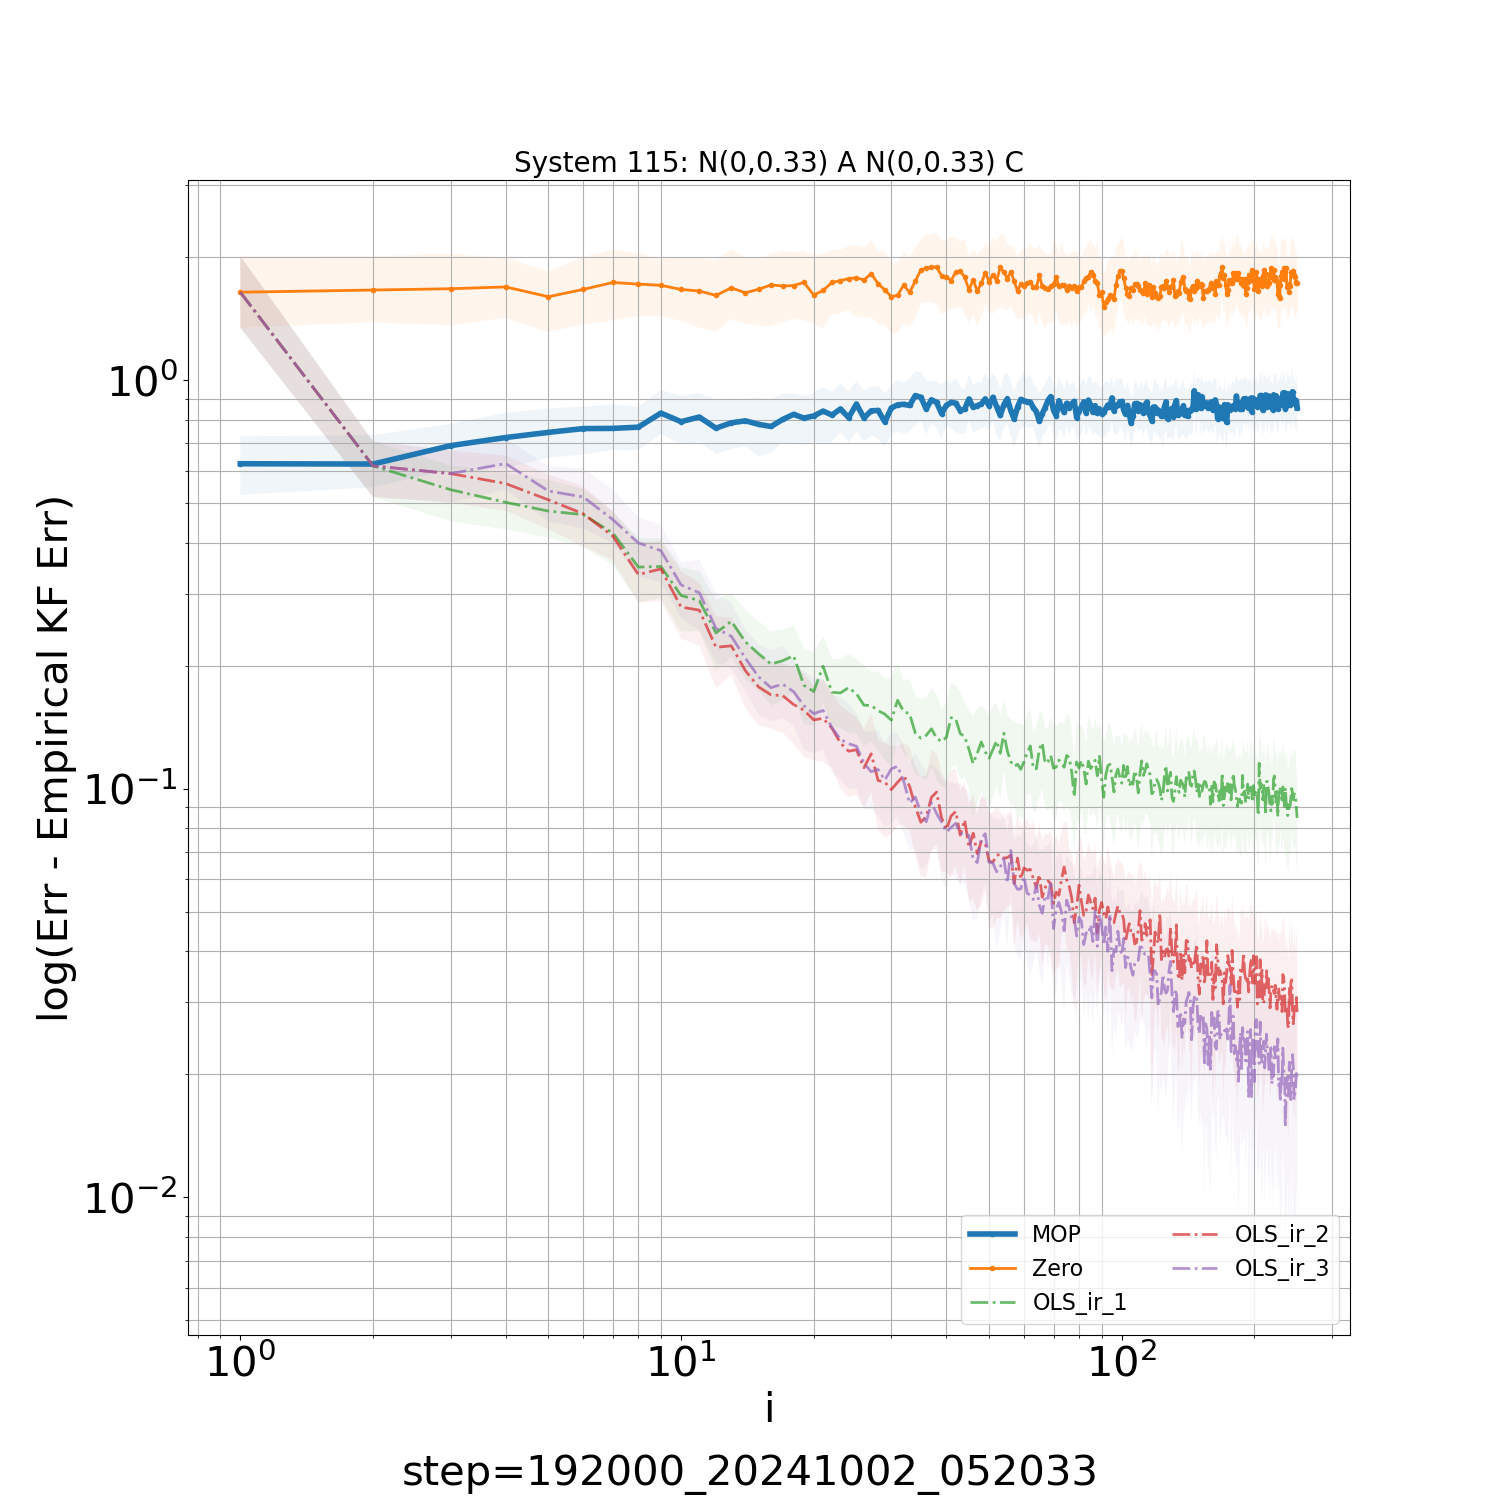 System 115: N(0,0.33) A N(0,0.33) C
log(Err - Empirical KF Err)
10^0
10^-1
10^-2
MOP
Zero
OLS_ir_1
OLS_ir_2
OLS_ir_3
10^0 10^1 10^2
i
step=192000_20241002_052033